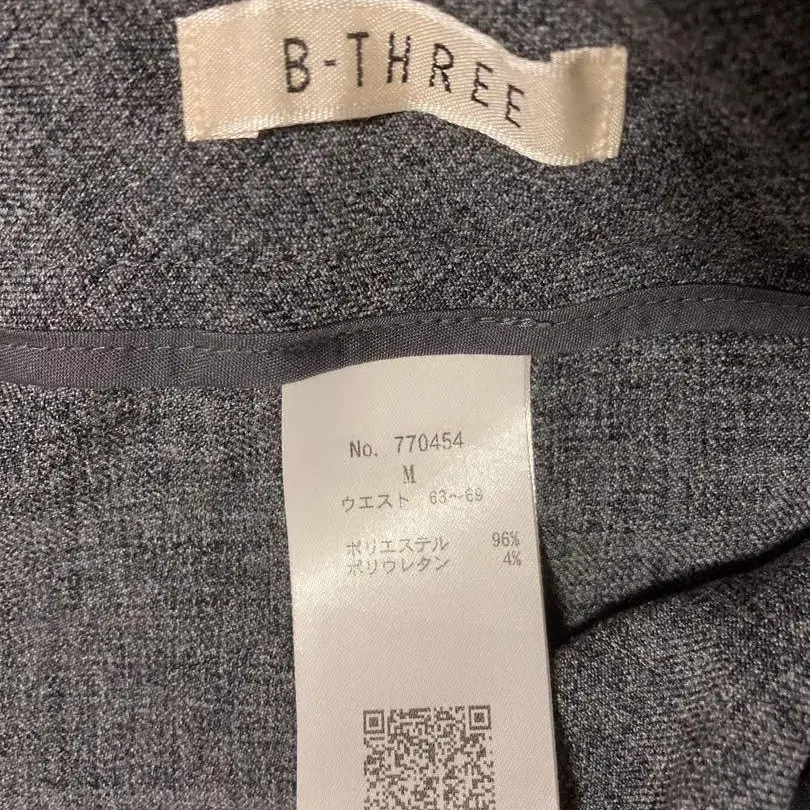 B-THREE
No. 770454
M
ウエスト 63～69
ポリエステル 96%
ポリウレタン 4%